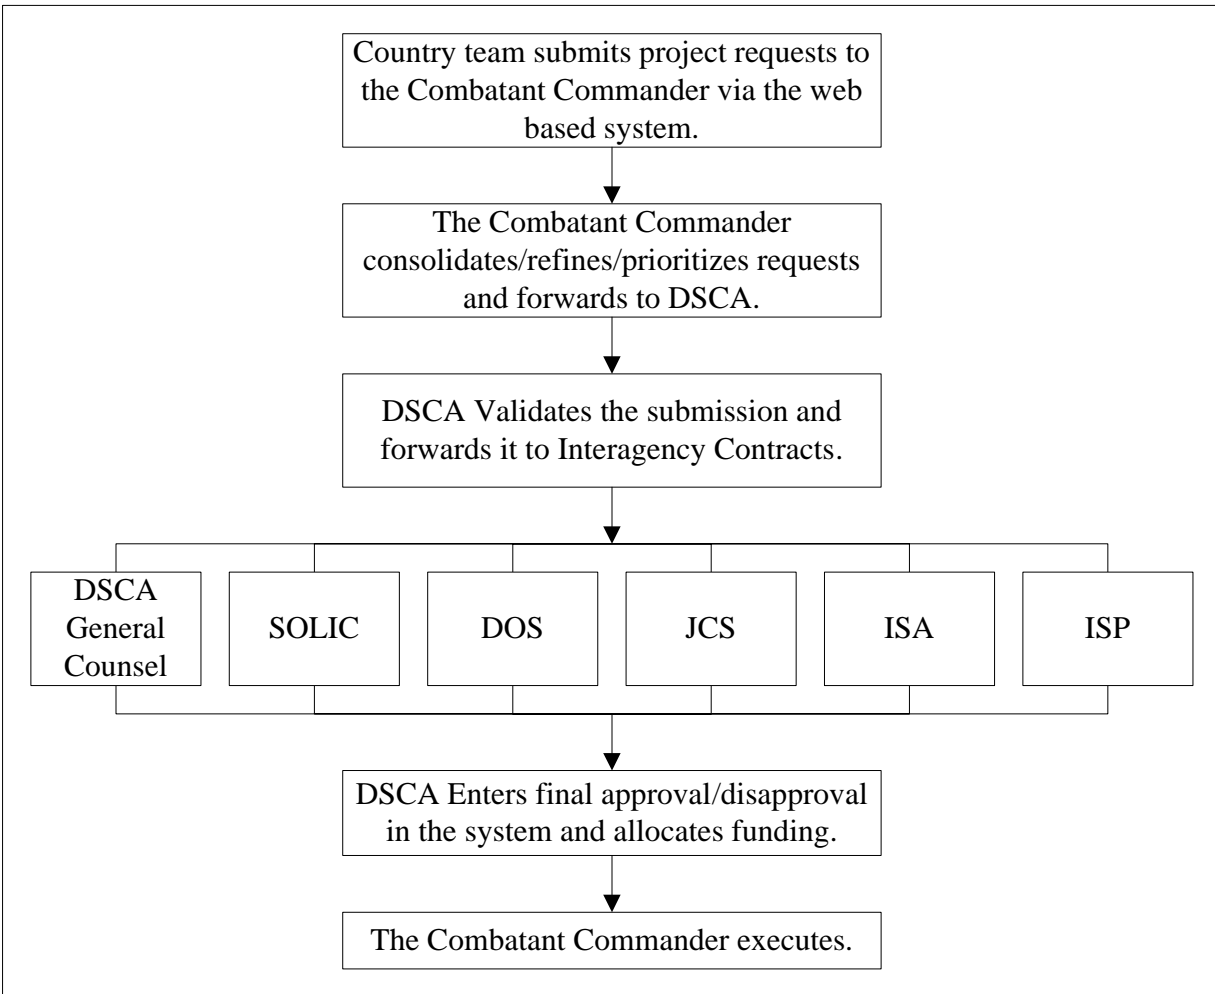 Country team submits project requests to
the Combatant Commander via the web
based system.
The Combatant Commander
consolidates/refines/prioritizes requests
and forwards to DSCA.
DSCA Validates the submission and
forwards it to Interagency Contracts.
DSCA
General
Counsel
SOLIC
DOS
JCS
ISA
ISP
DSCA Enters final approval/disapproval
in the system and allocates funding.
The Combatant Commander executes.